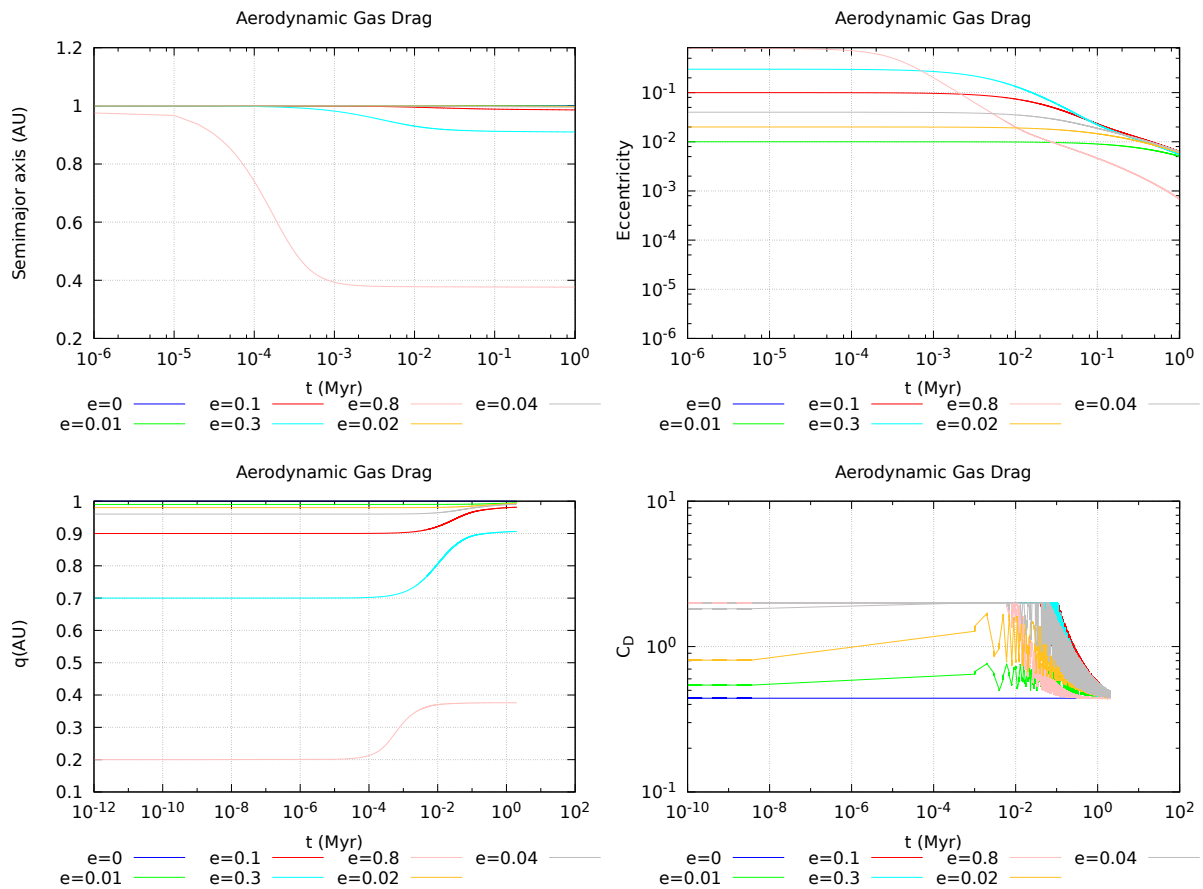 Aerodynamic Gas Drag
Semimajor axis (AU)
1.2
1
0.8
0.6
0.4
0.2
10^-6 10^-5 10^-4 10^-3 10^-2 10^-1 10^0
t (Myr)
e=0 e=0.1 e=0.8 e=0.04
e=0.01 e=0.3 e=0.02
Aerodynamic Gas Drag
Eccentricity
10^-1
10^-2
10^-3
10^-4
10^-5
10^-6
10^-6 10^-5 10^-4 10^-3 10^-2 10^-1 10^0
t (Myr)
e=0 e=0.1 e=0.8 e=0.04
e=0.01 e=0.3 e=0.02
Aerodynamic Gas Drag
q(AU)
1
0.9
0.8
0.7
0.6
0.5
0.4
0.3
0.2
0.1
10^-12 10^-10 10^-8 10^-6 10^-4 10^-2 10^0 10^2
t (Myr)
e=0 e=0.1 e=0.8 e=0.04
e=0.01 e=0.3 e=0.02
Aerodynamic Gas Drag
C_D
10^1
10^0
10^-1
10^-10 10^-8 10^-6 10^-4 10^-2 10^0 10^2
t (Myr)
e=0 e=0.1 e=0.8 e=0.04
e=0.01 e=0.3 e=0.02